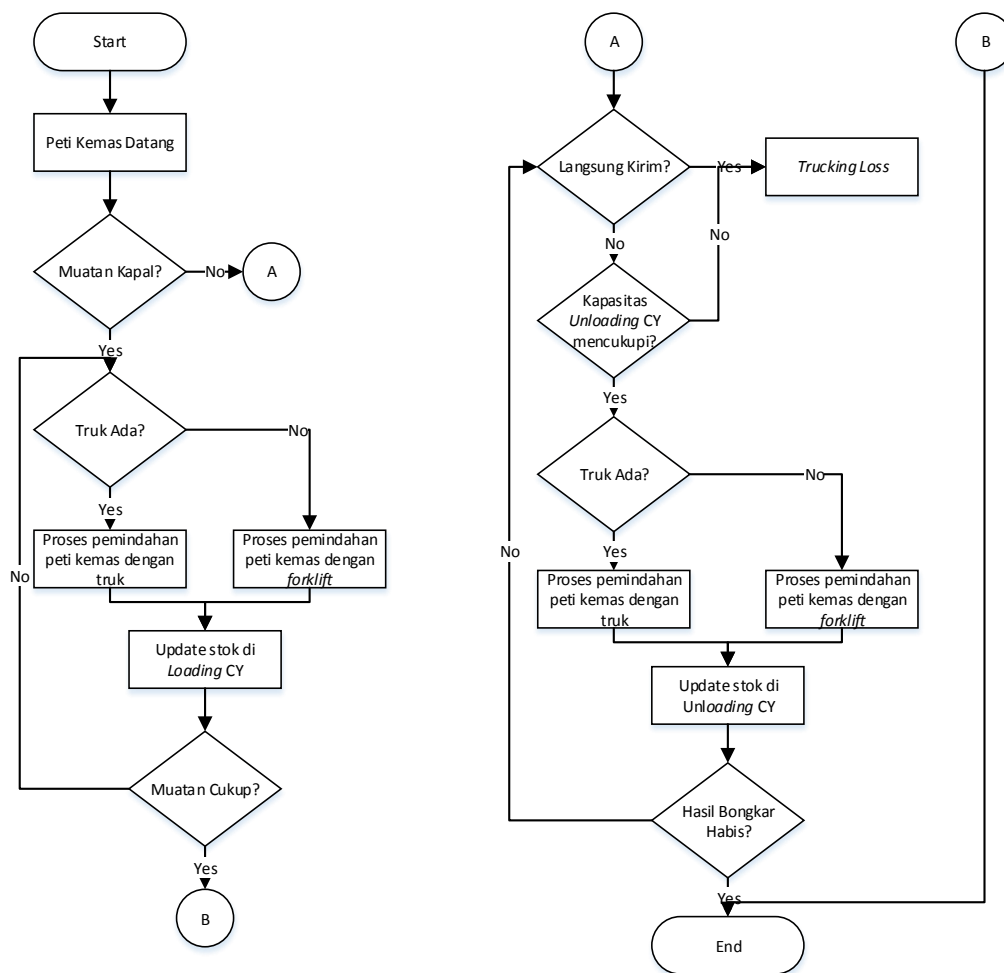 Start
Peti Kemas Datang
Muatan Kapal?
No
A
Yes
Truk Ada?
No
Yes
Proses pemindahan
peti kemas dengan
truk
Proses pemindahan
peti kemas dengan
forklift
No
Update stok di
Loading CY
Muatan Cukup?
Yes
B
A
Langsung Kirim?
Yes
Trucking Loss
No
No
Kapasitas
Unloading CY
mencukupi?
Yes
Truk Ada?
No
Yes
Proses pemindahan
peti kemas dengan
truk
Proses pemindahan
peti kemas dengan
forklift
No
Update stok di
Unloading CY
Hasil Bongkar
Habis?
Yes
End
B